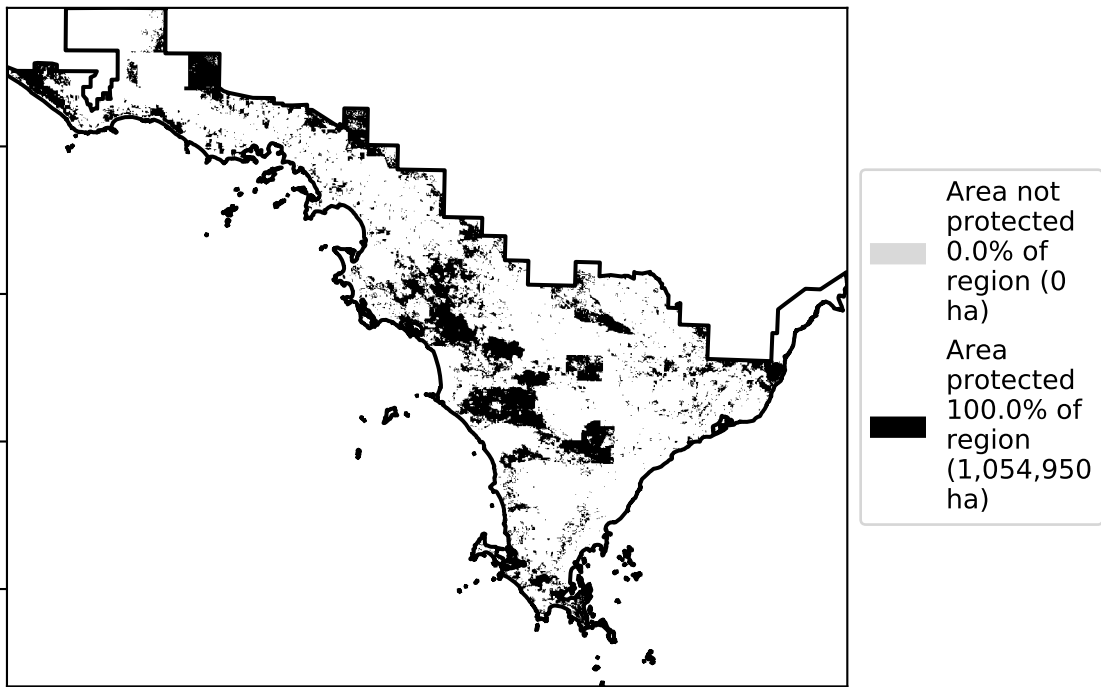 Area not
protected
0.0% of
region (0
ha)
Area
protected
100.0% of
region
(1,054,950
ha)